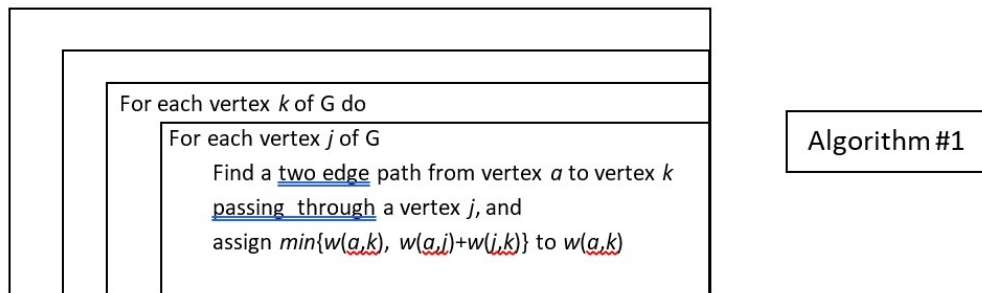 For each vertex k of G do
For each vertex j of G
Find a two edge path from vertex a to vertex k
passing through a vertex j, and
assign min{w(a,k), w(a,j)+w(j,k)} to w(a,k)
Algorithm #1